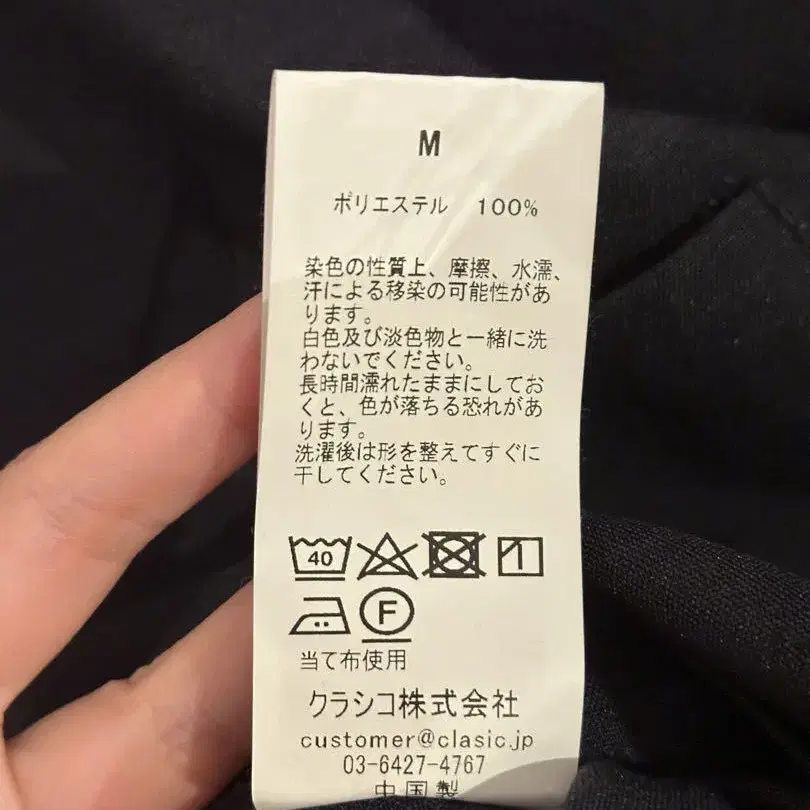 M
ポリエステル 100%
染色の性質上、摩擦、水濡、
汗による移染の可能性があ
ります。
白色及び淡色物と一緒に洗
わないでください。
長時間濡れたままにしてお
くと、色が落ちる恐れがあ
ります。
洗濯後は形を整えてすぐに
干してください。
40
F
当て布使用
クラシコ株式会社
customer@clasic.jp
03-6427-4767
中国製